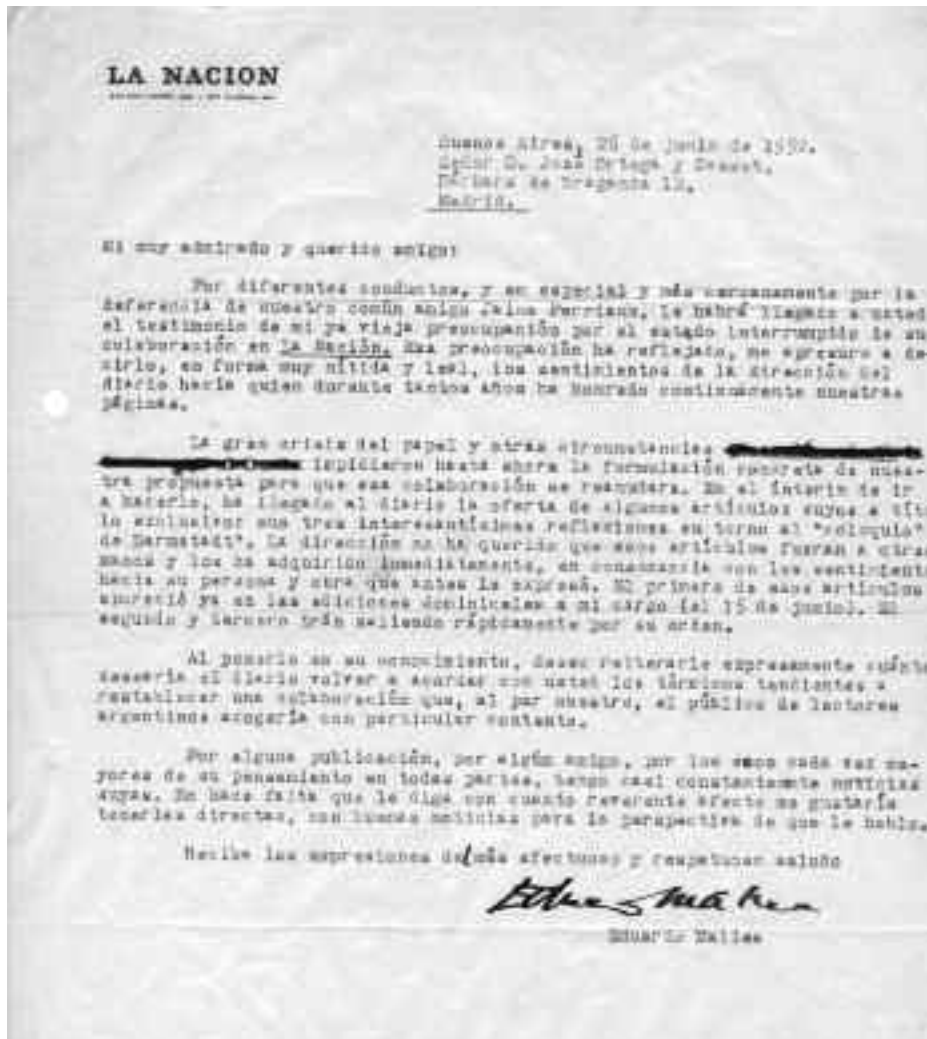 LA NACION
Buenos Aires, 26 de junio de 1952.
Señor D. José Ortega y Gasset.
Bárbara de Braganza 12.
Madrid.
Mi muy admirado y querido amigo:
Por diferentes conductos, y en especial y más cercanamente por la
deferencia de nuestro común amigo Jaime Perriaux, le habrá llegado a usted
el testimonio de mi ya vieja preocupación por el estado interrumpido de su
colaboración en La Nación. Esa preocupación ha reflejado, me apresuro a de-
cirlo, en forma muy nítida y leal, los sentimientos de la dirección del
diario hacia quien durante tantos años ha honrado continuamente nuestras
páginas.
La gran crisis del papel y otras circunstancias
impidieron hasta ahora la formulación concreta de nues-
tra propuesta para que esa colaboración se reanudara. En el ínterin de ir
a hacerlo, ha llegado al diario la oferta de algunos artículos suyos a títu
lo exclusivo: sus tres interesantísimas reflexiones en torno al "coloquio"
de Darmstadt". La dirección no ha querido que esos artículos fueran a otras
manos y los ha adquirido inmediatamente, en consonancia con los sentimientos
hacia su persona y obra que antes le expresé. El primero de esos artículos
apareció ya en las ediciones dominicales a mi cargo (el 15 de junio). El
segundo y tercero irán saliendo rápidamente por su orden.
Al ponerlo en su conocimiento, deseo reiterarle expresamente cuánto
desearía el diario volver a acordar con usted los términos tendientes a
restablecer una colaboración que, al par nuestro, el público de lectores
argentinos acogería con particular contento.
Por alguna publicación, por algún amigo, por los ecos cada vez ma-
yores de su pensamiento en todas partes, tengo casi constantemente noticias
suyas. No hace falta que le diga con cuanto reverente afecto me gustaría
tenerlas directas, con buenas noticias para la perspectiva de que le hablo.
Recibe las expresiones del más afectuoso y respetuoso saludo
Eduardo Mallea